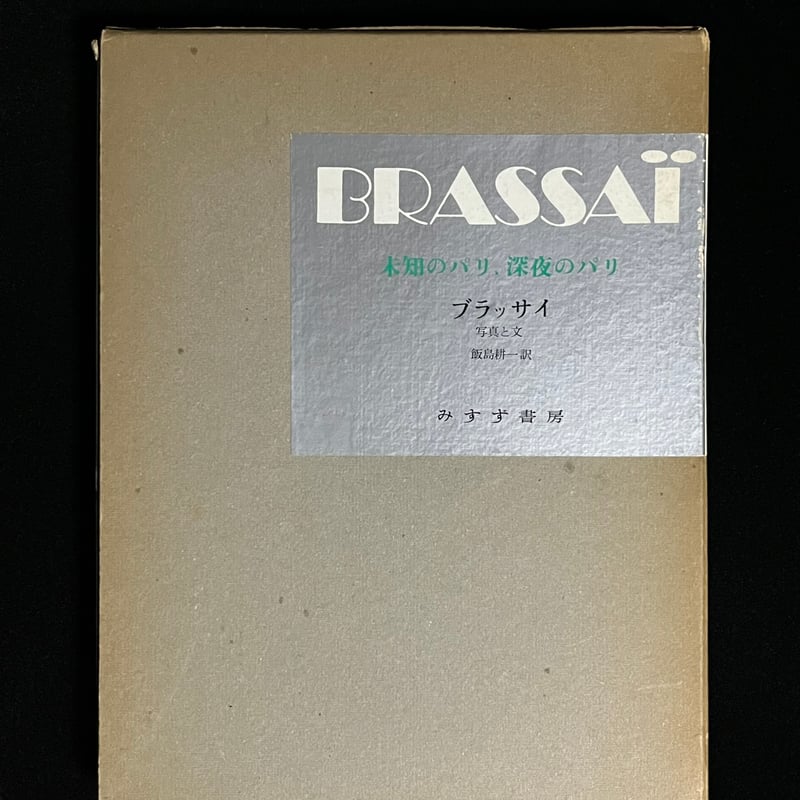 BRASSAÏ
未知のパリ、深夜のパリ
ブラッサイ
写真と文
飯島耕一訳
みすず書房